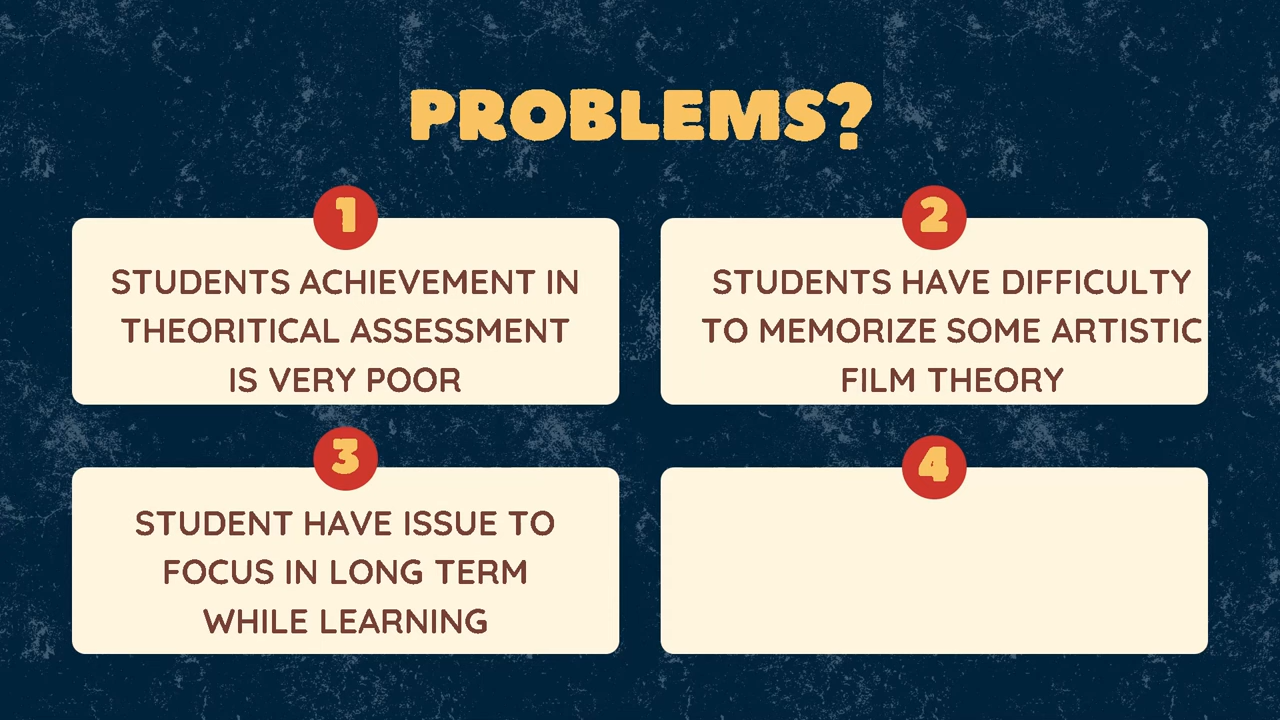 PROBLEMS?
1
STUDENTS ACHIEVEMENT IN
THEORITICAL ASSESSMENT
IS VERY POOR
2
STUDENTS HAVE DIFFICULTY
TO MEMORIZE SOME ARTISTIC
FILM THEORY
3
STUDENT HAVE ISSUE TO
FOCUS IN LONG TERM
WHILE LEARNING
4